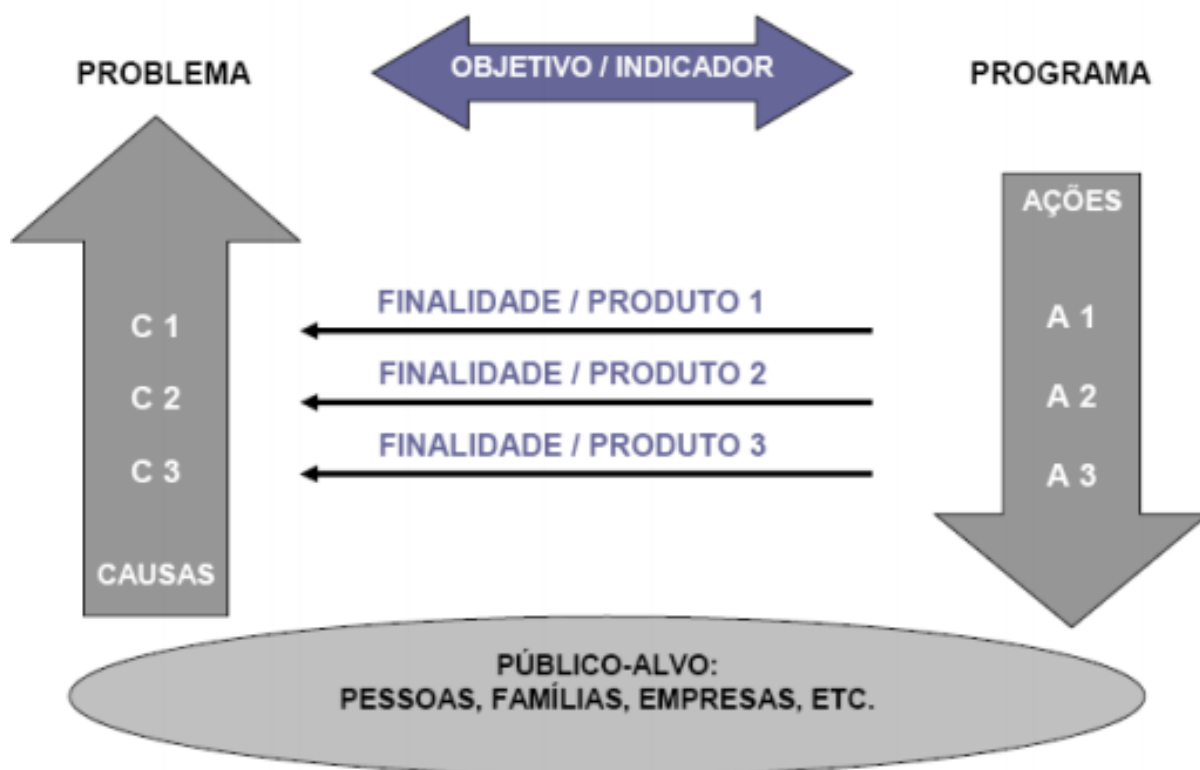 PROBLEMA
OBJETIVO / INDICADOR
PROGRAMA
AÇÕES
FINALIDADE / PRODUTO 1
C 1
A 1
FINALIDADE / PRODUTO 2
C 2
A 2
FINALIDADE / PRODUTO 3
C 3
A 3
CAUSAS
PÚBLICO-ALVO:
PESSOAS, FAMÍLIAS, EMPRESAS, ETC.